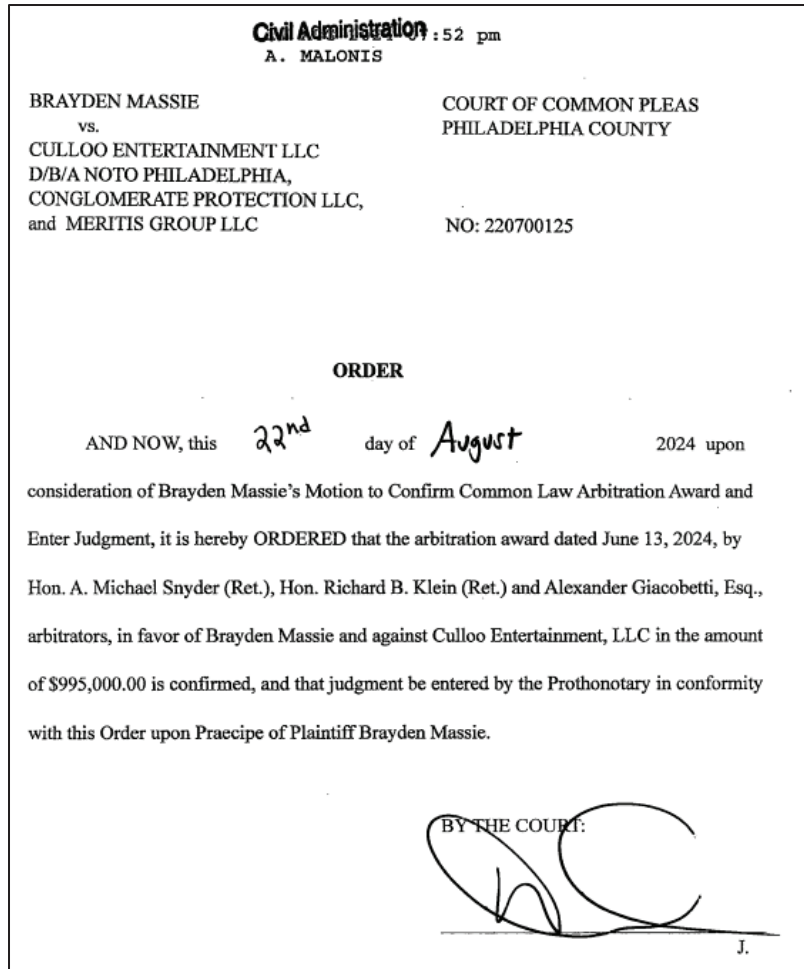 Civil Administration :52 pm
A. MALONIS
BRAYDEN MASSIE
vs.
CULLOO ENTERTAINMENT LLC
D/B/A NOTO PHILADELPHIA,
CONGLOMERATE PROTECTION LLC,
and MERITIS GROUP LLC
COURT OF COMMON PLEAS
PHILADELPHIA COUNTY
NO: 220700125
ORDER
AND NOW, this 22nd day of August 2024 upon
consideration of Brayden Massie's Motion to Confirm Common Law Arbitration Award and
Enter Judgment, it is hereby ORDERED that the arbitration award dated June 13, 2024, by
Hon. A. Michael Snyder (Ret.), Hon. Richard B. Klein (Ret.) and Alexander Giacobetti, Esq.,
arbitrators, in favor of Brayden Massie and against Culloo Entertainment, LLC in the amount
of $995,000.00 is confirmed, and that judgment be entered by the Prothonotary in conformity
with this Order upon Praecipe of Plaintiff Brayden Massie.
BY THE COURT:
J.